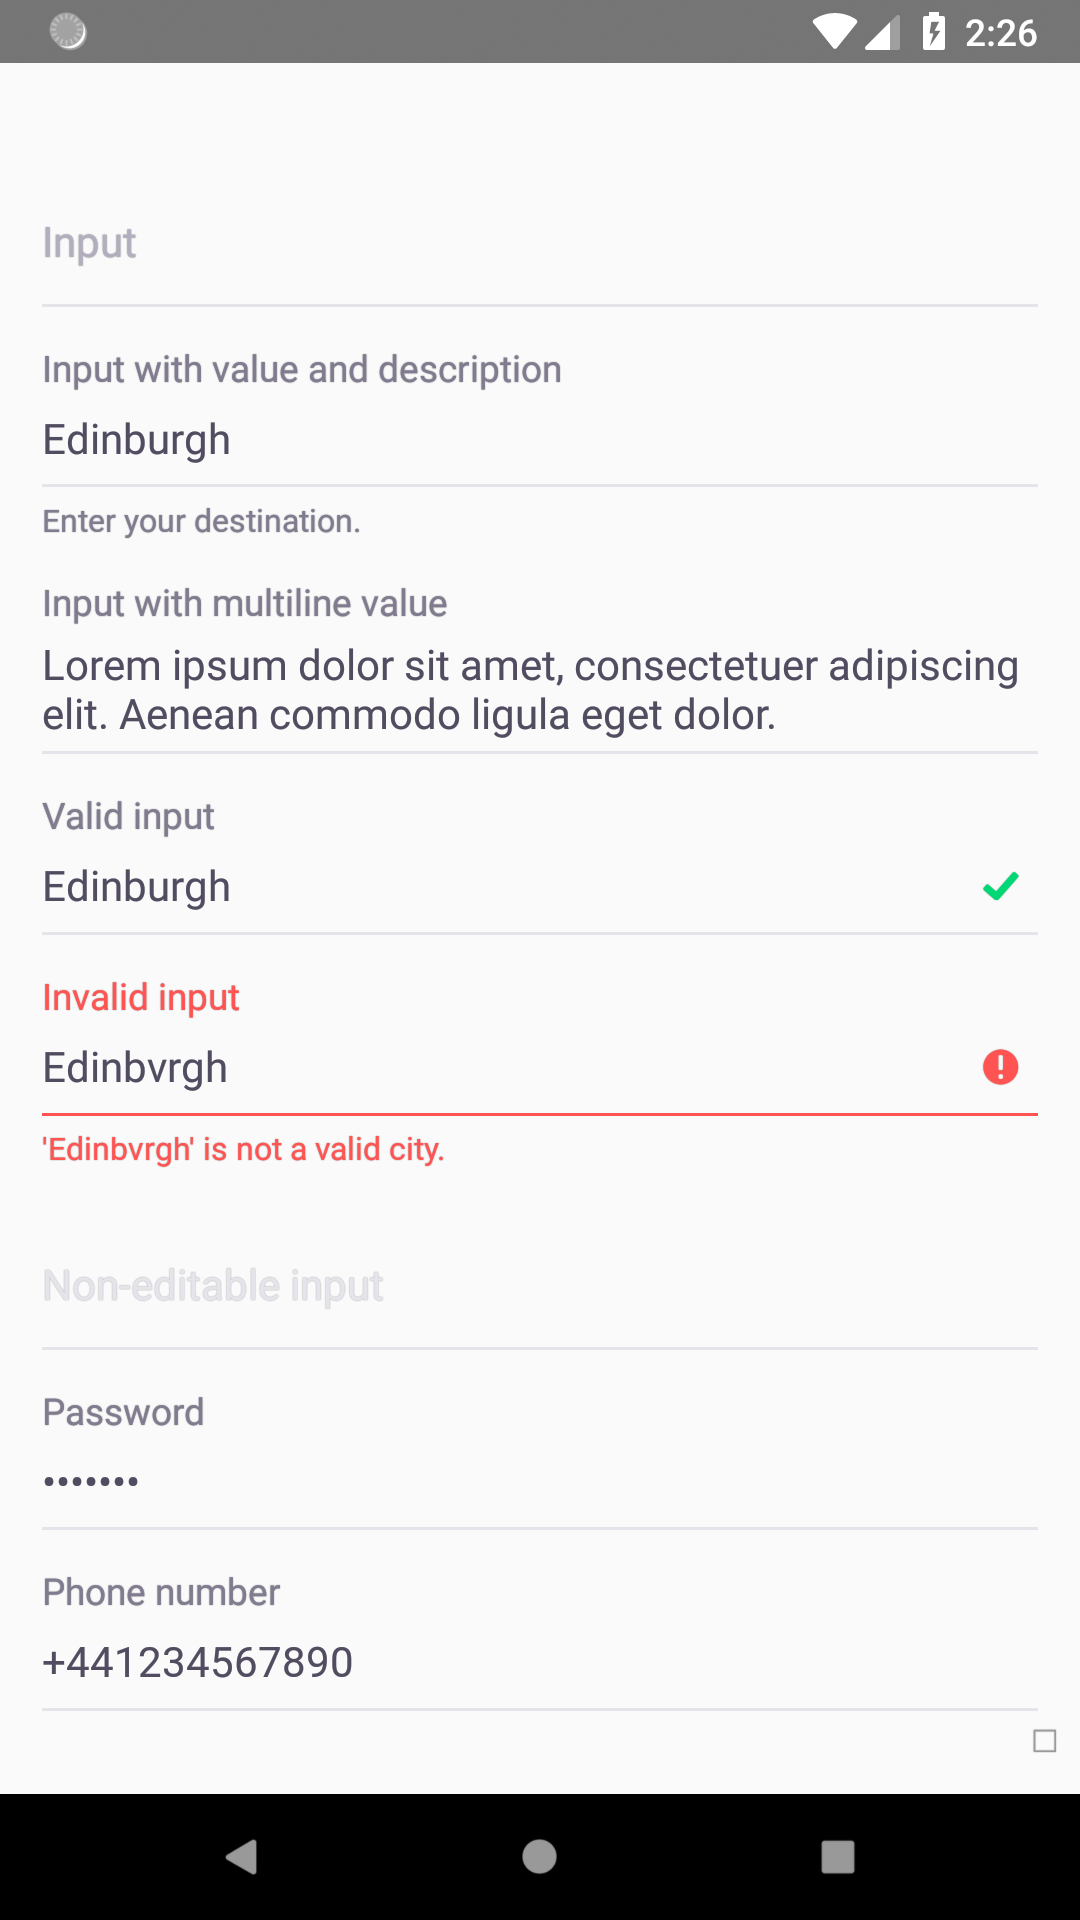 2:26
Input
Input with value and description
Edinburgh
Enter your destination.
Input with multiline value
Lorem ipsum dolor sit amet, consectetuer adipiscing
elit. Aenean commodo ligula eget dolor.
Valid input
Edinburgh
Invalid input
Edinbvrgh
'Edinbvrgh' is not a valid city.
Non-editable input
Password
•••••••
Phone number
+441234567890